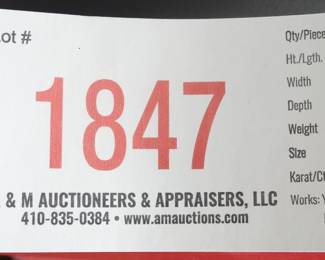 Lot #
1847
& M AUCTIONEERS & APPRAISERS, LLC
410-835-0384 • www.amauctions.com
Qty/Piece
Ht./Lgth.
Width
Depth
Weight
Size
Karat/Ct
Works: Y